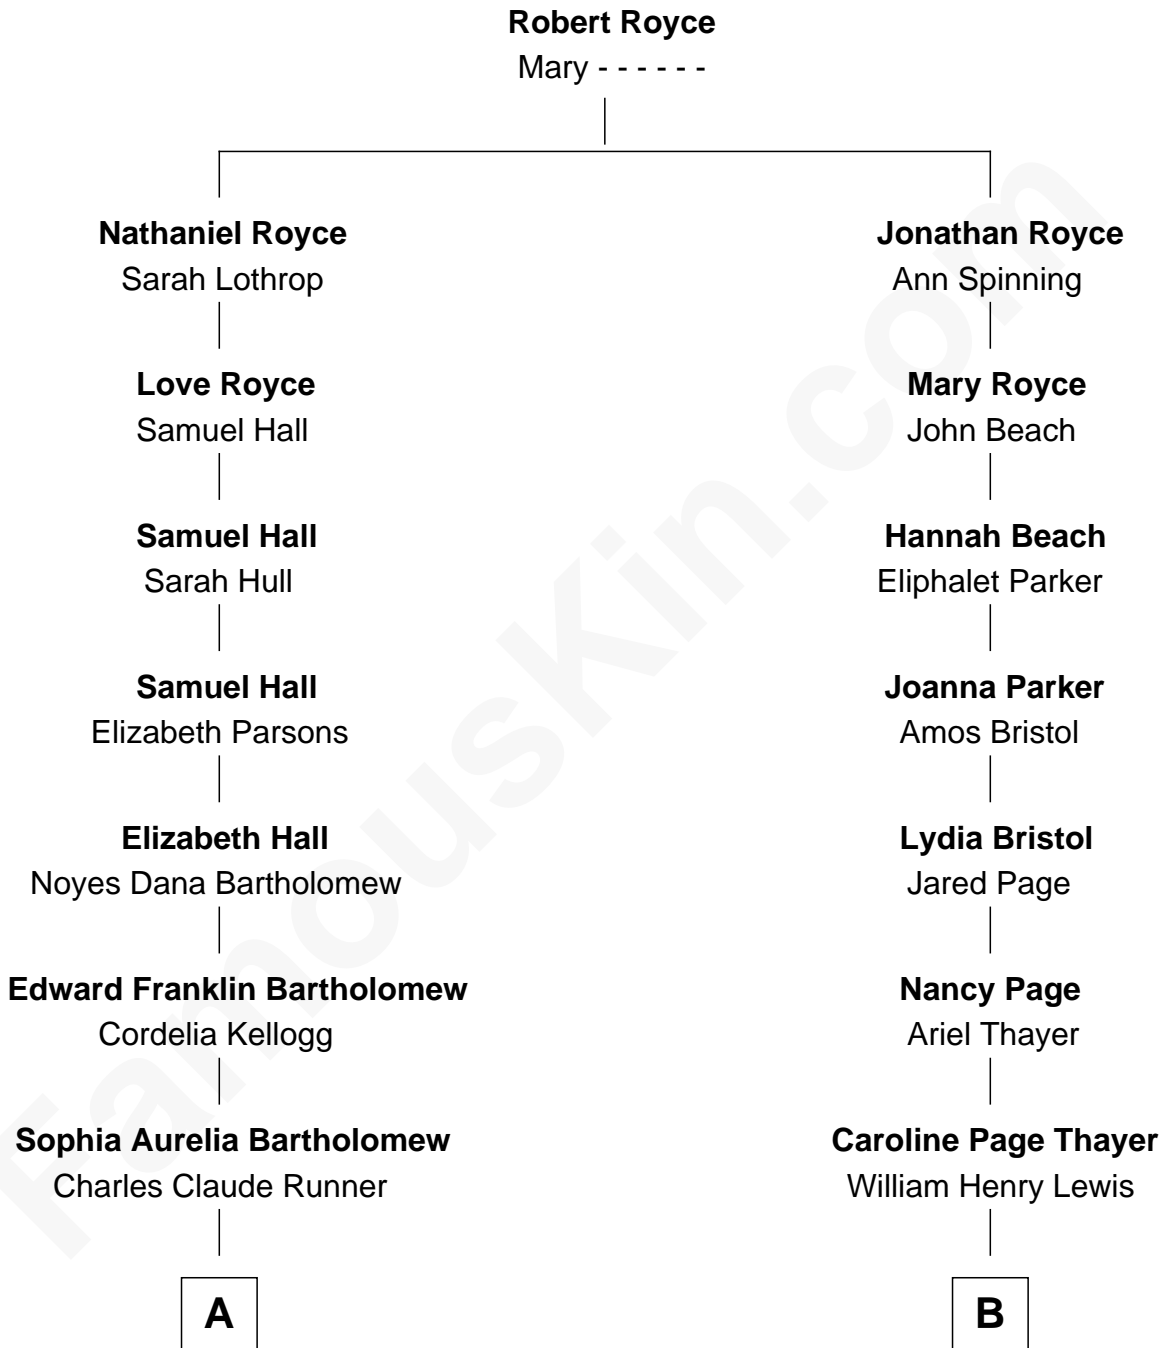 Robert Royce
Mary - - - - - -
Nathaniel Royce
Sarah Lothrop
Jonathan Royce
Ann Spinning
Love Royce
Samuel Hall
Mary Royce
John Beach
Samuel Hall
Sarah Hull
Hannah Beach
Eliphalet Parker
Samuel Hall
Elizabeth Parsons
Joanna Parker
Amos Bristol
Elizabeth Hall
Noyes Dana Bartholomew
Lydia Bristol
Jared Page
Edward Franklin Bartholomew
Cordelia Kellogg
Nancy Page
Ariel Thayer
Sophia Aurelia Bartholomew
Charles Claude Runner
Caroline Page Thayer
William Henry Lewis
A
B
FamousKin.com